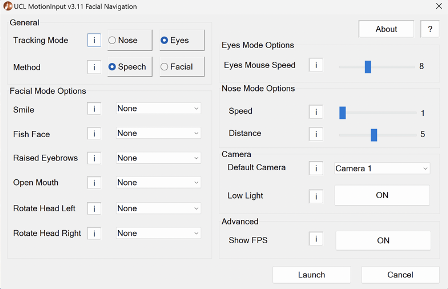 UCL MotionInput v3.11 Facial Navigation
General
Tracking Mode i Nose Eyes
Method i Speech Facial
Facial Mode Options
Smile i None
Fish Face i None
Raised Eyebrows i None
Open Mouth i None
Rotate Head Left i None
Rotate Head Right i None
About ?
Eyes Mode Options
Eyes Mouse Speed i 8
Nose Mode Options
Speed i 1
Distance i 5
Camera
Default Camera i Camera 1
Low Light i ON
Advanced
Show FPS i ON
Launch Cancel